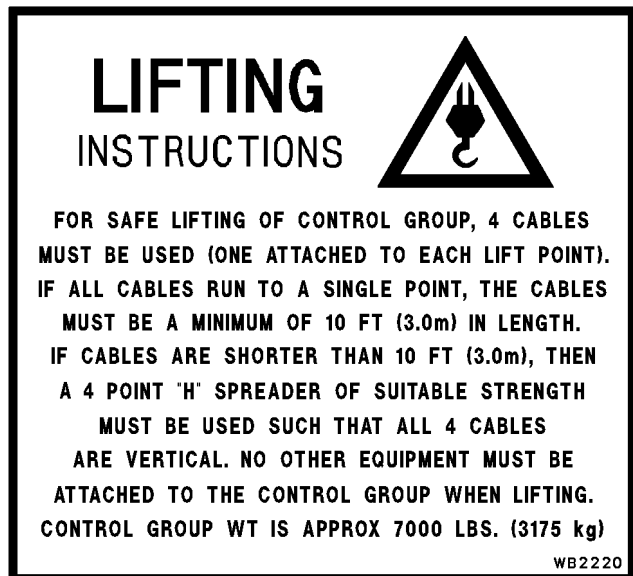 LIFTING
INSTRUCTIONS
FOR SAFE LIFTING OF CONTROL GROUP, 4 CABLES
MUST BE USED (ONE ATTACHED TO EACH LIFT POINT).
IF ALL CABLES RUN TO A SINGLE POINT, THE CABLES
MUST BE A MINIMUM OF 10 FT (3.0m) IN LENGTH.
IF CABLES ARE SHORTER THAN 10 FT (3.0m), THEN
A 4 POINT "H" SPREADER OF SUITABLE STRENGTH
MUST BE USED SUCH THAT ALL 4 CABLES
ARE VERTICAL. NO OTHER EQUIPMENT MUST BE
ATTACHED TO THE CONTROL GROUP WHEN LIFTING.
CONTROL GROUP WT IS APPROX 7000 LBS. (3175 kg)
WB2220